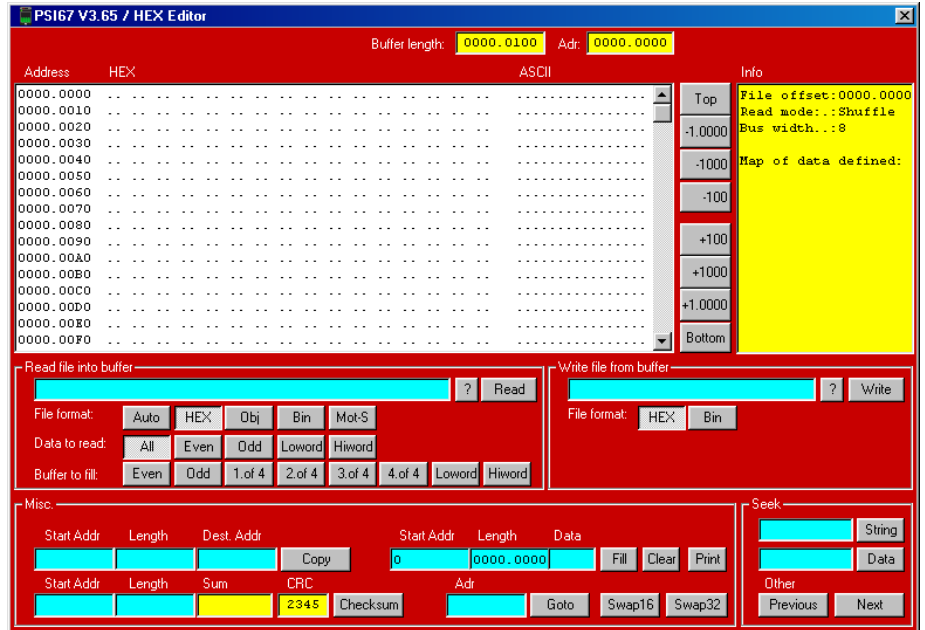 PSI67 V3.65 / HEX Editor
Buffer length: 0000.0100 Adr: 0000.0000
Address HEX ASCII Info
0000.0000 .. .. .. .. .. .. .. .. .. .. .. .. .. .. .. .. ................ Top File offset:0000.0000
0000.0010 .. .. .. .. .. .. .. .. .. .. .. .. .. .. .. .. ................ Read mode:.:Shuffle
0000.0020 .. .. .. .. .. .. .. .. .. .. .. .. .. .. .. .. ................ -1.0000 Bus width..:8
0000.0030 .. .. .. .. .. .. .. .. .. .. .. .. .. .. .. .. ................
0000.0040 .. .. .. .. .. .. .. .. .. .. .. .. .. .. .. .. ................ -1000 Map of data defined:
0000.0050 .. .. .. .. .. .. .. .. .. .. .. .. .. .. .. .. ................
0000.0060 .. .. .. .. .. .. .. .. .. .. .. .. .. .. .. .. ................ -100
0000.0070 .. .. .. .. .. .. .. .. .. .. .. .. .. .. .. .. ................
0000.0080 .. .. .. .. .. .. .. .. .. .. .. .. .. .. .. .. ................
0000.0090 .. .. .. .. .. .. .. .. .. .. .. .. .. .. .. .. ................ +100
0000.00A0 .. .. .. .. .. .. .. .. .. .. .. .. .. .. .. .. ................
0000.00B0 .. .. .. .. .. .. .. .. .. .. .. .. .. .. .. .. ................ +1000
0000.00C0 .. .. .. .. .. .. .. .. .. .. .. .. .. .. .. .. ................
0000.00D0 .. .. .. .. .. .. .. .. .. .. .. .. .. .. .. .. ................ +1.0000
0000.00E0 .. .. .. .. .. .. .. .. .. .. .. .. .. .. .. .. ................
0000.00F0 .. .. .. .. .. .. .. .. .. .. .. .. .. .. .. .. ................ Bottom
Read file into buffer
? Read
File format: Auto HEX Obj Bin Mot-S
Data to read: All Even Odd Loword Hiword
Buffer to fill: Even Odd 1.of 4 2.of 4 3.of 4 4.of 4 Loword Hiword
Write file from buffer
? Write
File format: HEX Bin
Misc.
Start Addr Length Dest. Addr Start Addr Length Data
Copy 0 0000.0000 Fill Clear Print
Start Addr Length Sum CRC Adr
2345 Checksum Goto Swap16 Swap32
Seek
String
Data
Other
Previous Next